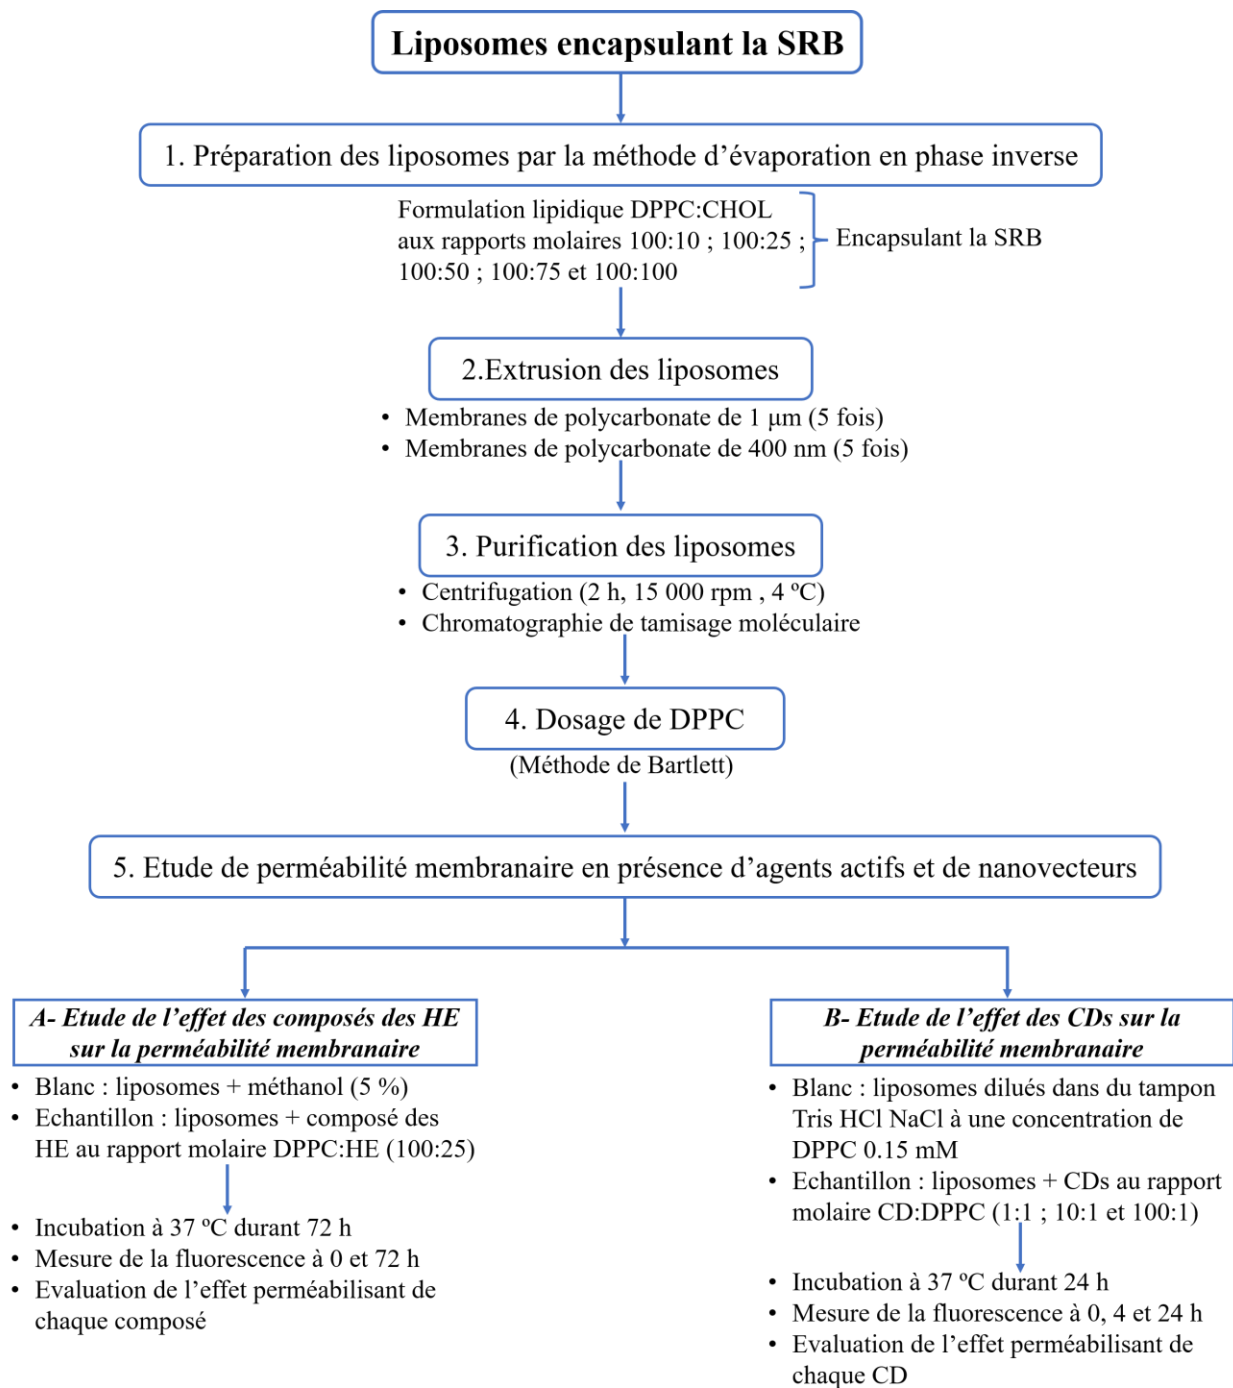 Liposomes encapsulant la SRB
1. Préparation des liposomes par la méthode d’évaporation en phase inverse
Formulation lipidique DPPC:CHOL
aux rapports molaires 100:10 ; 100:25 ;
100:50 ; 100:75 et 100:100
Encapsulant la SRB
2.Extrusion des liposomes
• Membranes de polycarbonate de 1 μm (5 fois)
• Membranes de polycarbonate de 400 nm (5 fois)
3. Purification des liposomes
• Centrifugation (2 h, 15 000 rpm , 4 ºC)
• Chromatographie de tamisage moléculaire
4. Dosage de DPPC
(Méthode de Bartlett)
5. Etude de perméabilité membranaire en présence d’agents actifs et de nanovecteurs
A- Etude de l’effet des composés des HE
sur la perméabilité membranaire
• Blanc : liposomes + méthanol (5 %)
• Echantillon : liposomes + composé des
HE au rapport molaire DPPC:HE (100:25)
• Incubation à 37 ºC durant 72 h
• Mesure de la fluorescence à 0 et 72 h
• Evaluation de l’effet perméabilisant de
chaque composé
B- Etude de l’effet des CDs sur la
perméabilité membranaire
• Blanc : liposomes dilués dans du tampon
Tris HCl NaCl à une concentration de
DPPC 0.15 mM
• Echantillon : liposomes + CDs au rapport
molaire CD:DPPC (1:1 ; 10:1 et 100:1)
• Incubation à 37 ºC durant 24 h
• Mesure de la fluorescence à 0, 4 et 24 h
• Evaluation de l’effet perméabilisant de
chaque CD